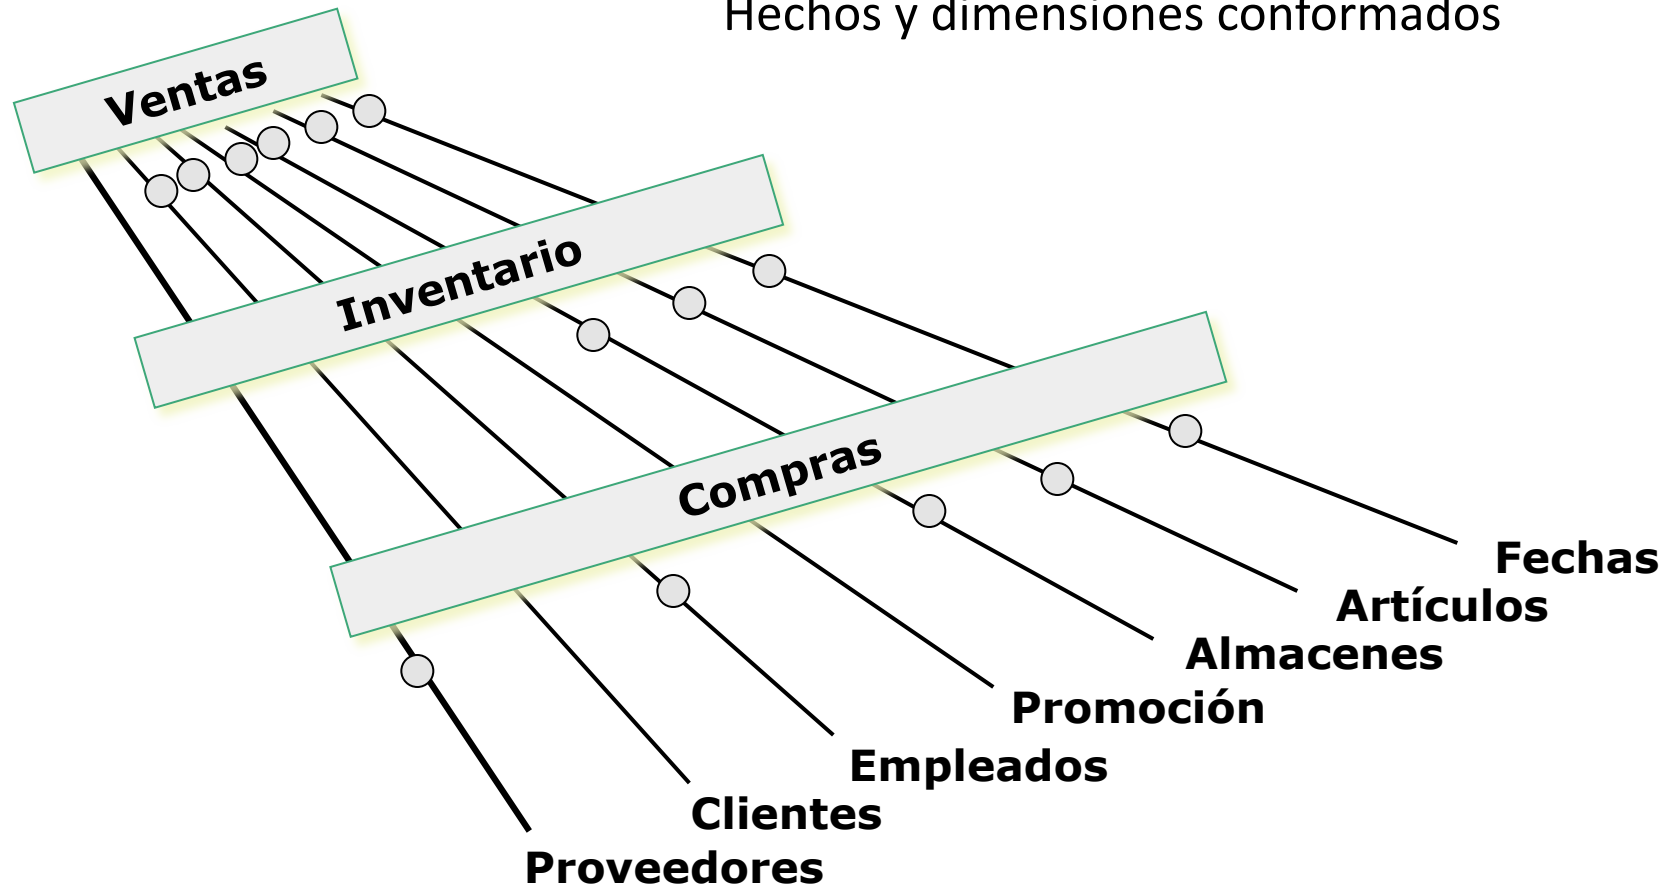 Hechos y dimensiones conformados
Ventas
Inventario
Compras
Fechas
Artículos
Almacenes
Promoción
Empleados
Clientes
Proveedores